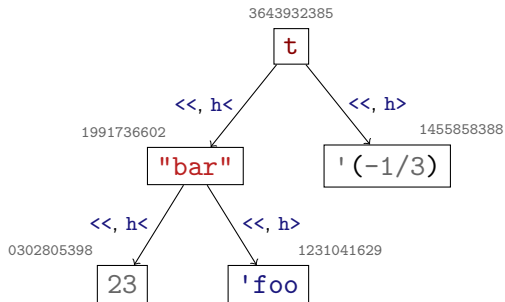 3643932385
t
<<, h<
<<, h>
1991736602
1455858388
"bar"
'(-1/3)
<<, h<
<<, h>
0302805398
1231041629
23
'foo